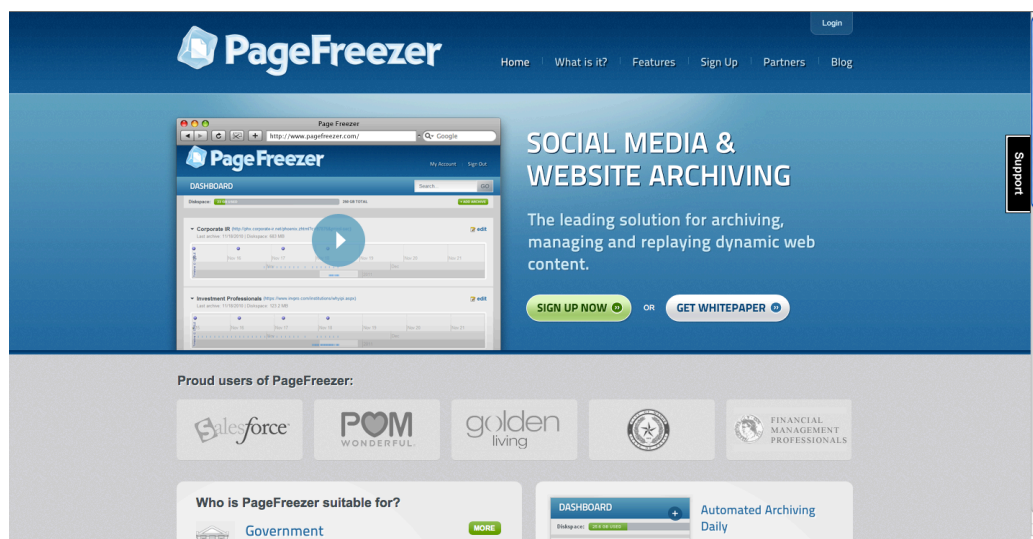 Login
PageFreezer
Home
What is it?
Features
Sign Up
Partners
Blog
Page Freezer
http://www.pagefreezer.com/
Google
PageFreezer
My Account
Sign Out
DASHBOARD
Search
GO
Diskspace:
Corporate IR
edit
Investment Professionals
edit
SOCIAL MEDIA &
WEBSITE ARCHIVING
The leading solution for archiving,
managing and replaying dynamic web
content.
SIGN UP NOW
OR
GET WHITEPAPER
Support
Proud users of PageFreezer:
Salesforce
POM
WONDERFUL.
golden
living
FINANCIAL
MANAGEMENT
PROFESSIONALS
Who is PageFreezer suitable for?
Government
MORE
DASHBOARD
Diskspace:
Automated Archiving
Daily